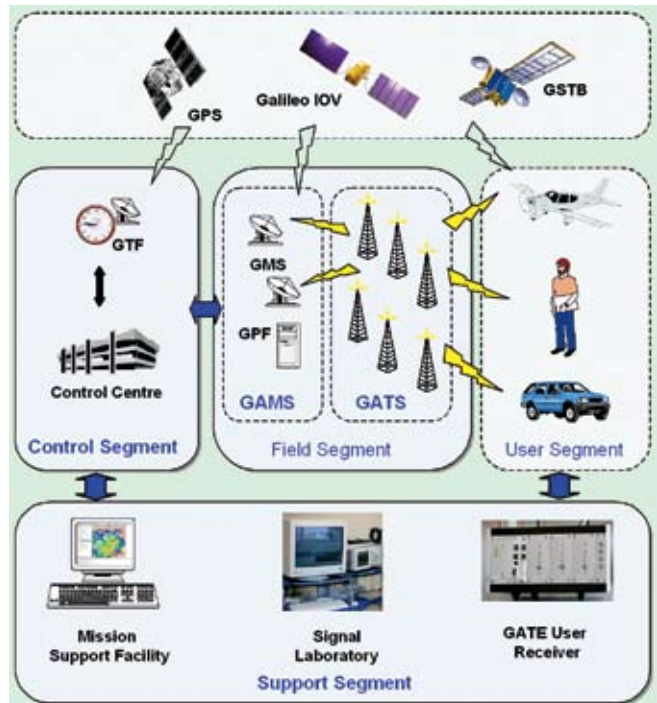 GPS
Galileo IOV
GSTB
GTF
Control Centre
Control Segment
GMS
GPF
GAMS
GATS
Field Segment
User Segment
Mission
Support Facility
Signal
Laboratory
GATE User
Receiver
Support Segment